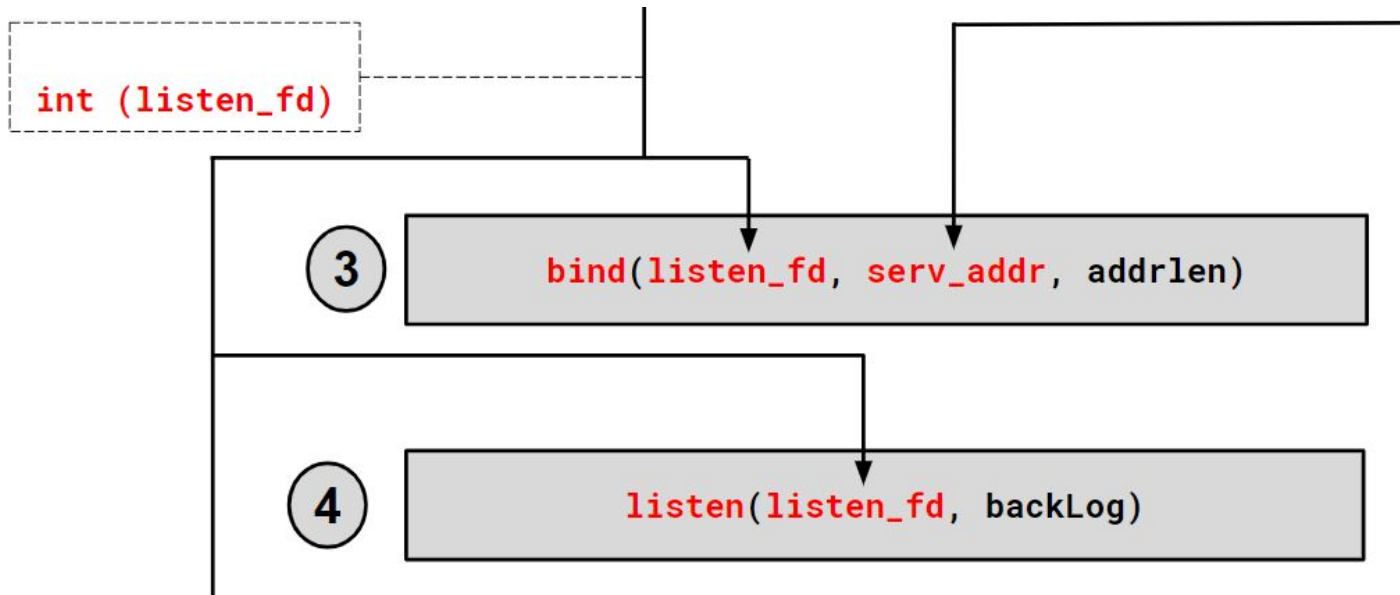 int (listen_fd)
3
bind(listen_fd, serv_addr, addrlen)
4
listen(listen_fd, backLog)